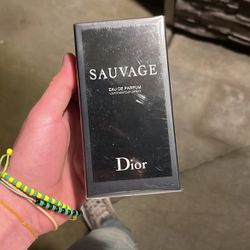 SAUVAGE
EAU DE PARFUM
VAPORISATEUR SPRAY
Dior